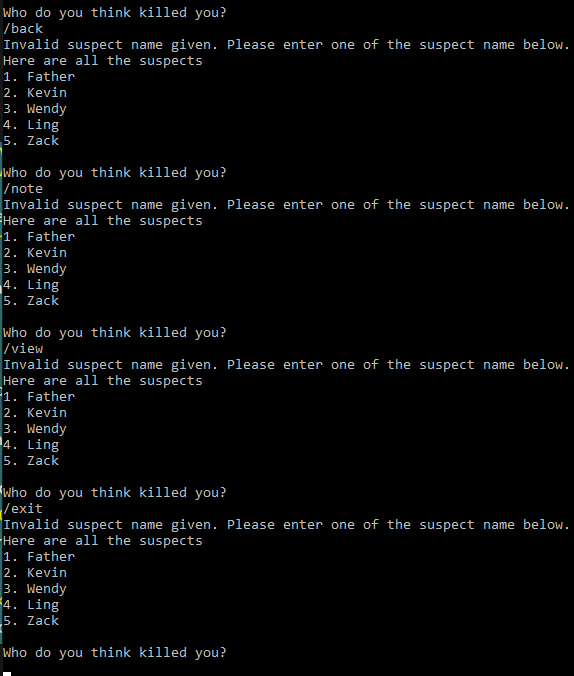 Who do you think killed you?
/back
Invalid suspect name given. Please enter one of the suspect name below.
Here are all the suspects
1. Father
2. Kevin
3. Wendy
4. Ling
5. Zack
Who do you think killed you?
/note
Invalid suspect name given. Please enter one of the suspect name below.
Here are all the suspects
1. Father
2. Kevin
3. Wendy
4. Ling
5. Zack
Who do you think killed you?
/view
Invalid suspect name given. Please enter one of the suspect name below.
Here are all the suspects
1. Father
2. Kevin
3. Wendy
4. Ling
5. Zack
Who do you think killed you?
/exit
Invalid suspect name given. Please enter one of the suspect name below.
Here are all the suspects
1. Father
2. Kevin
3. Wendy
4. Ling
5. Zack
Who do you think killed you?